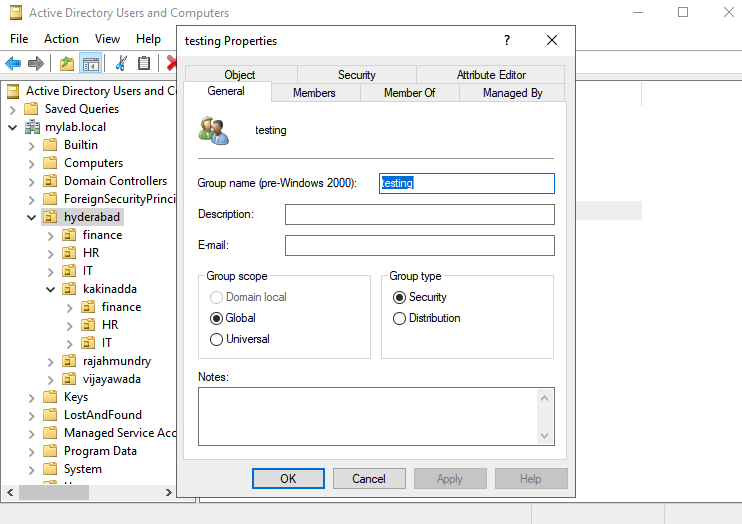 Active Directory Users and Computers
File Action View Help
Active Directory Users and C
Saved Queries
mylab.local
Builtin
Computers
Domain Controllers
ForeignSecurityPrinci
hyderabad
finance
HR
IT
kakinadda
finance
HR
IT
rajahmundry
vijayawada
Keys
LostAndFound
Managed Service Acc
Program Data
System
testing Properties
?
Object Security Attribute Editor
General Members Member Of Managed By
testing
Group name (pre-Windows 2000): testing
Description:
E-mail:
Group scope Group type
Domain local Security
Global Distribution
Universal
Notes:
OK Cancel Apply Help